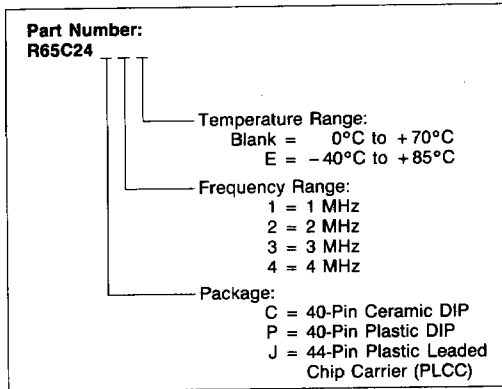 Part Number:
R65C24 _ _ _
Temperature Range:
Blank = 0°C to +70°C
E = –40°C to +85°C
Frequency Range:
1 = 1 MHz
2 = 2 MHz
3 = 3 MHz
4 = 4 MHz
Package:
C = 40-Pin Ceramic DIP
P = 40-Pin Plastic DIP
J = 44-Pin Plastic Leaded
Chip Carrier (PLCC)